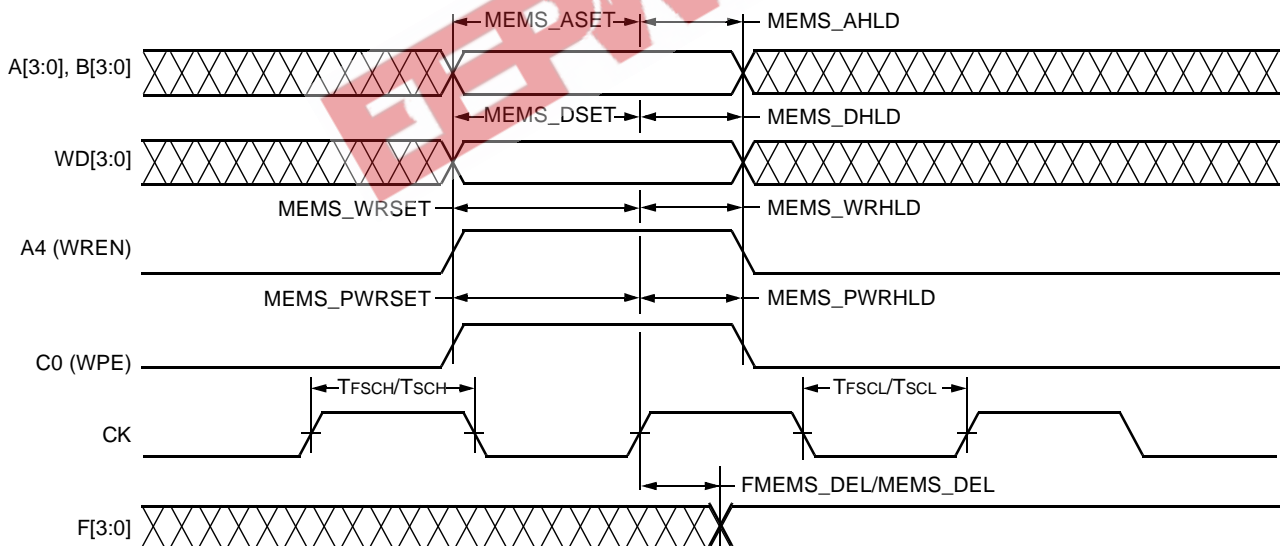 MEMS_ASET MEMS_AHLD
A[3:0], B[3:0]
MEMS_DSET MEMS_DHLD
WD[3:0]
MEMS_WRSET MEMS_WRHLD
A4 (WREN)
MEMS_PWRSET MEMS_PWRHLD
C0 (WPE)
TFSCH/TSCH TFSCL/TSCL
CK
FMEMS_DEL/MEMS_DEL
F[3:0]